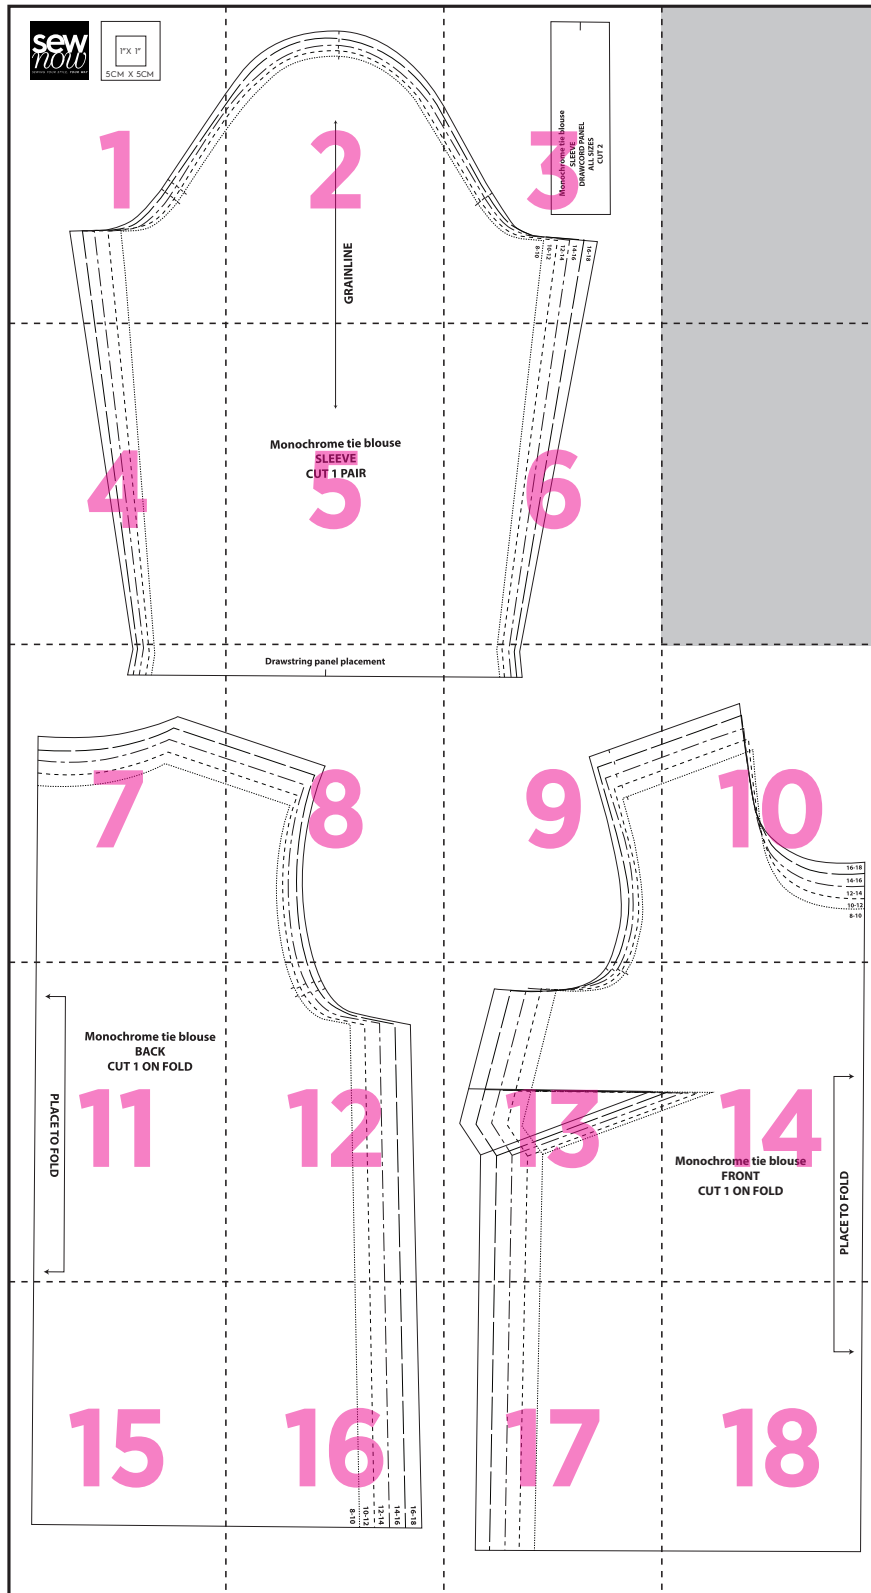 sew
now
SEWING YOUR STYLE, YOUR WAY
1"X 1"
5CM X 5CM
1
2
3
Monochrome tie blouse
SLEEVE
DRAWCORD PANEL
ALL SIZES
CUT 2
GRAINLINE
8-10
10-12
12-14
14-16
16-18
Monochrome tie blouse
SLEEVE
CUT 1 PAIR
4
5
6
Drawstring panel placement
7
8
9
10
16-18
14-16
12-14
10-12
8-10
Monochrome tie blouse
BACK
CUT 1 ON FOLD
PLACE TO FOLD
11
12
13
14
Monochrome tie blouse
FRONT
CUT 1 ON FOLD
PLACE TO FOLD
15
16
17
18
8-10
10-12
12-14
14-16
16-18